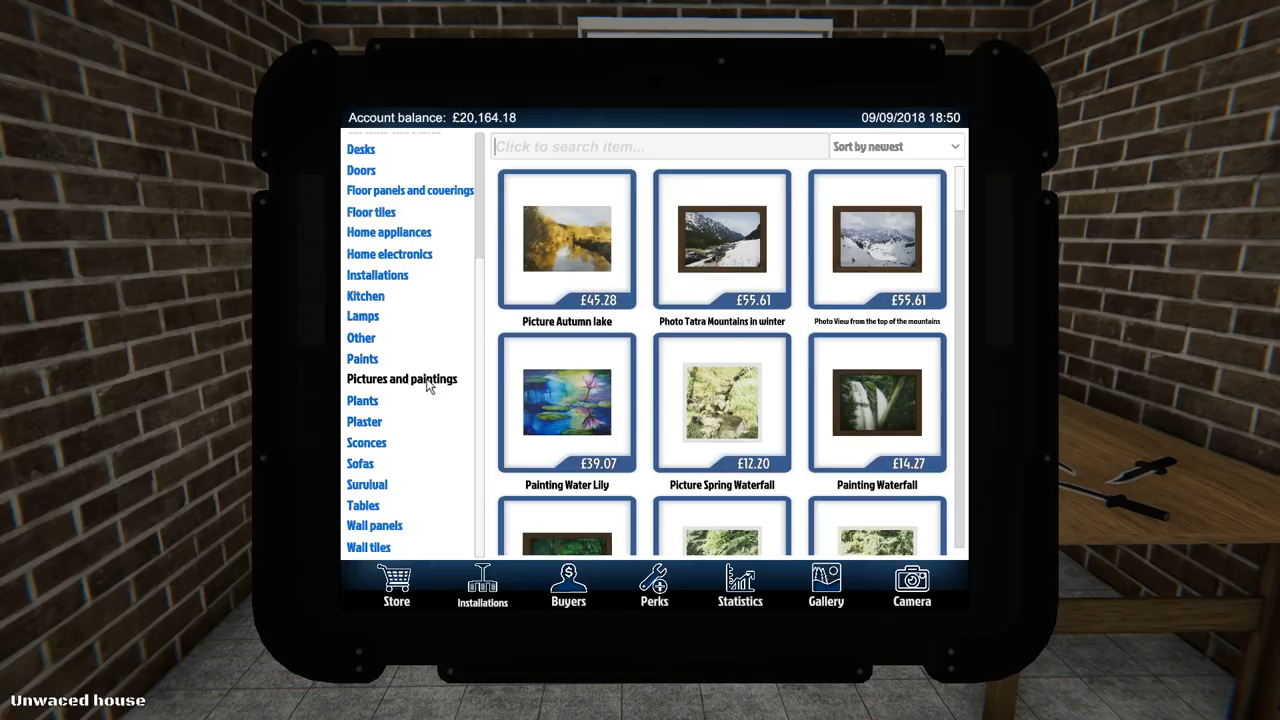 Account balance: £20,164.18
09/09/2018 18:50
Click to search item...
Sort by newest
Desks
Doors
Floor panels and coverings
Floor tiles
Home appliances
Home electronics
Installations
Kitchen
Lamps
Other
Paints
Pictures and paintings
Plants
Plaster
Sconces
Sofas
Survival
Tables
Wall panels
Wall tiles
£45.28
£55.61
£55.61
Picture Autumn lake
Photo Tatra Mountains in winter
Photo View from the top of the mountains
£39.07
£12.20
£14.27
Painting Water Lily
Picture Spring Waterfall
Painting Waterfall
Store
Installations
Buyers
Perks
Statistics
Gallery
Camera
Unwaced house